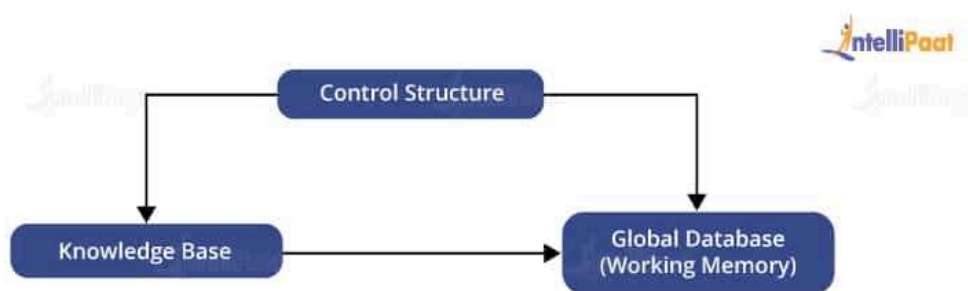 IntelliPaat
Control Structure
Knowledge Base
Global Database
(Working Memory)